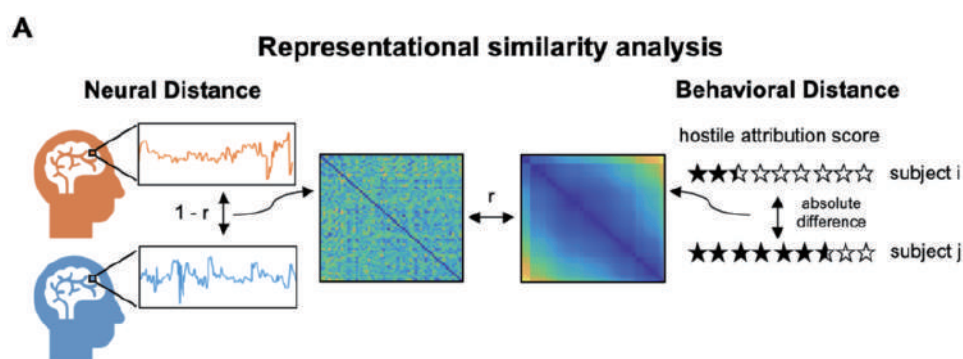 A
Representational similarity analysis
Neural Distance
Behavioral Distance
hostile attribution score
subject i
1 - r
r
absolute
difference
subject j